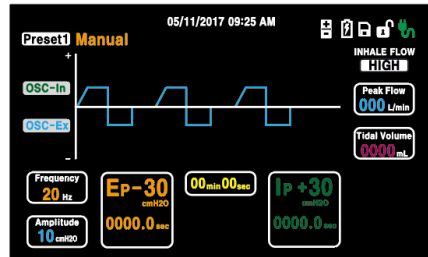 05/11/2017 09:25 AM
Preset1 Manual
INHALE FLOW
HIGH
+
OSC-In
OSC-Ex
-
Peak Flow
000 L/min
Tidal Volume
0000 mL
Frequency
20 Hz
Amplitude
10 cmH2O
EP-30
cmH2O
0000.0 sec
00 min 00 sec
IP+30
cmH2O
0000.0 sec